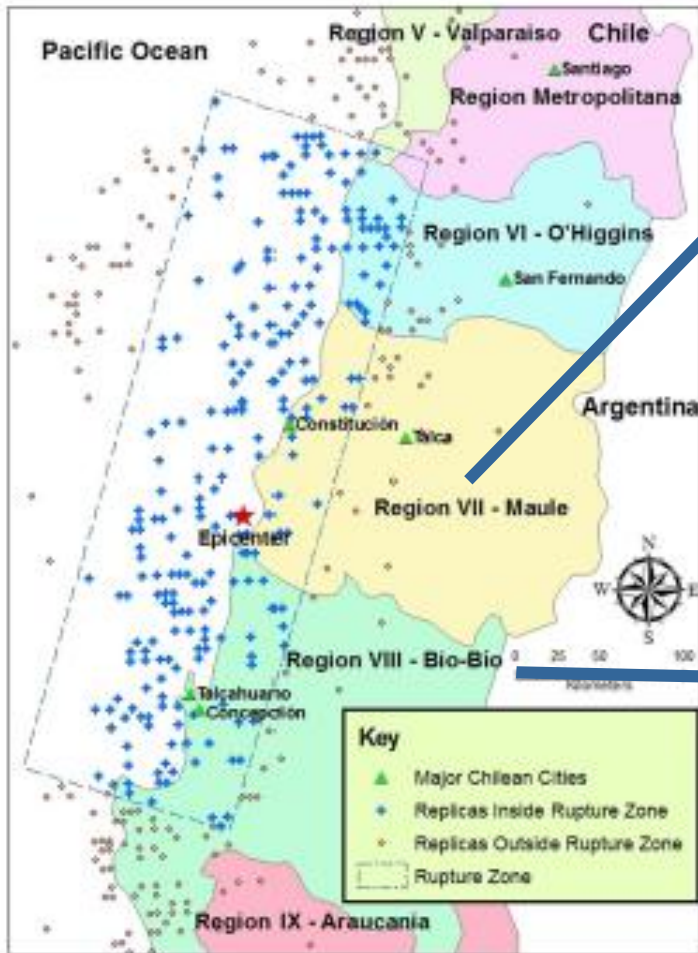 Region V - Valparaiso
Chile
Pacific Ocean
Santiago
Region Metropolitana
Region VI - O'Higgins
San Fernando
Argentina
Constitución
Talca
Region VII - Maule
Epicenter
N
W E
S
Region VIII - Bio-Bio
0 25 50 100
Kilometers
Talcahuano
Concepción
Key
Major Chilean Cities
Replicas Inside Rupture Zone
Replicas Outside Rupture Zone
Rupture Zone
Region IX - Araucania